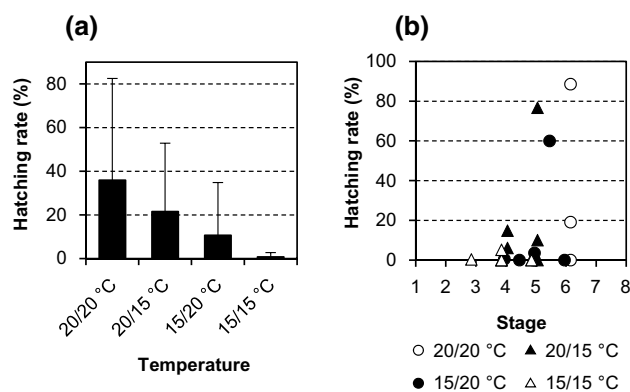 (a)
Hatching rate (%)
80
60
40
20
0
20/20 °C
20/15 °C
15/20 °C
15/15 °C
Temperature
(b)
Hatching rate (%)
100
80
60
40
20
0
1 2 3 4 5 6 7 8
Stage
20/20 °C 20/15 °C
15/20 °C 15/15 °C